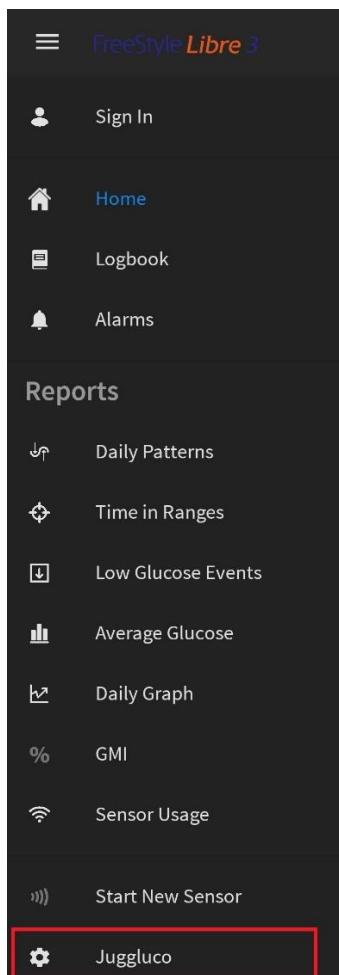 FreeStyle Libre 3
Sign In
Home
Logbook
Alarms
Reports
Daily Patterns
Time in Ranges
Low Glucose Events
Average Glucose
Daily Graph
% GMI
Sensor Usage
Start New Sensor
Juggluco